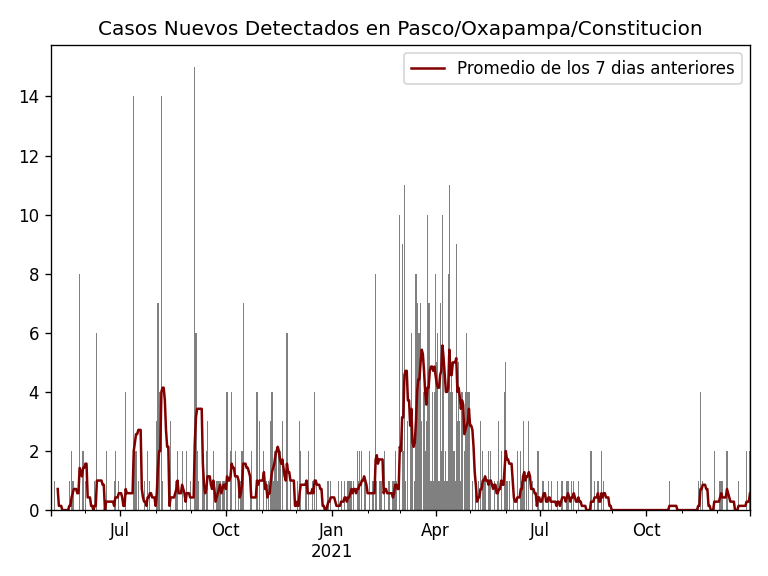 Casos Nuevos Detectados en Pasco/Oxapampa/Constitucion
Promedio de los 7 dias anteriores
14
12
10
8
6
4
2
0
Jul
Oct
Jan
2021
Apr
Jul
Oct